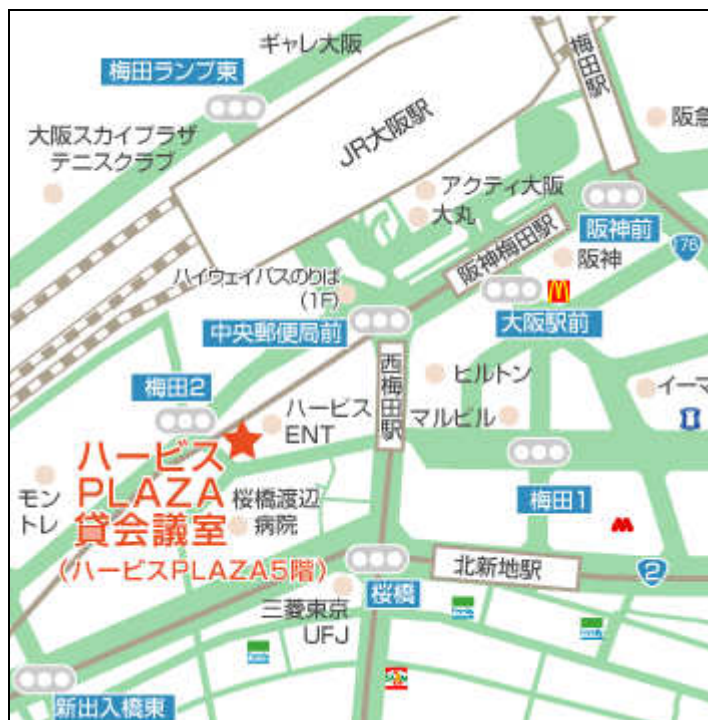 ギャレ大阪
梅田ランプ東
梅田駅
阪急
大阪スカイプラザ
テニスクラブ
JR大阪駅
アクティ大阪
大丸
阪神前
176
阪神梅田駅
阪神
ハイウェイバスのりば
(1F)
中央郵便局前
大阪駅前
西梅田駅
ヒルトン
イーマ
梅田2
ハービス
ENT
マルビル
ハービス
PLAZA
貸会議室
(ハービスPLAZA5階)
モン
トレ
桜橋渡辺
病院
梅田1
北新地駅
2
桜橋
三菱東京
UFJ
新出入橋東